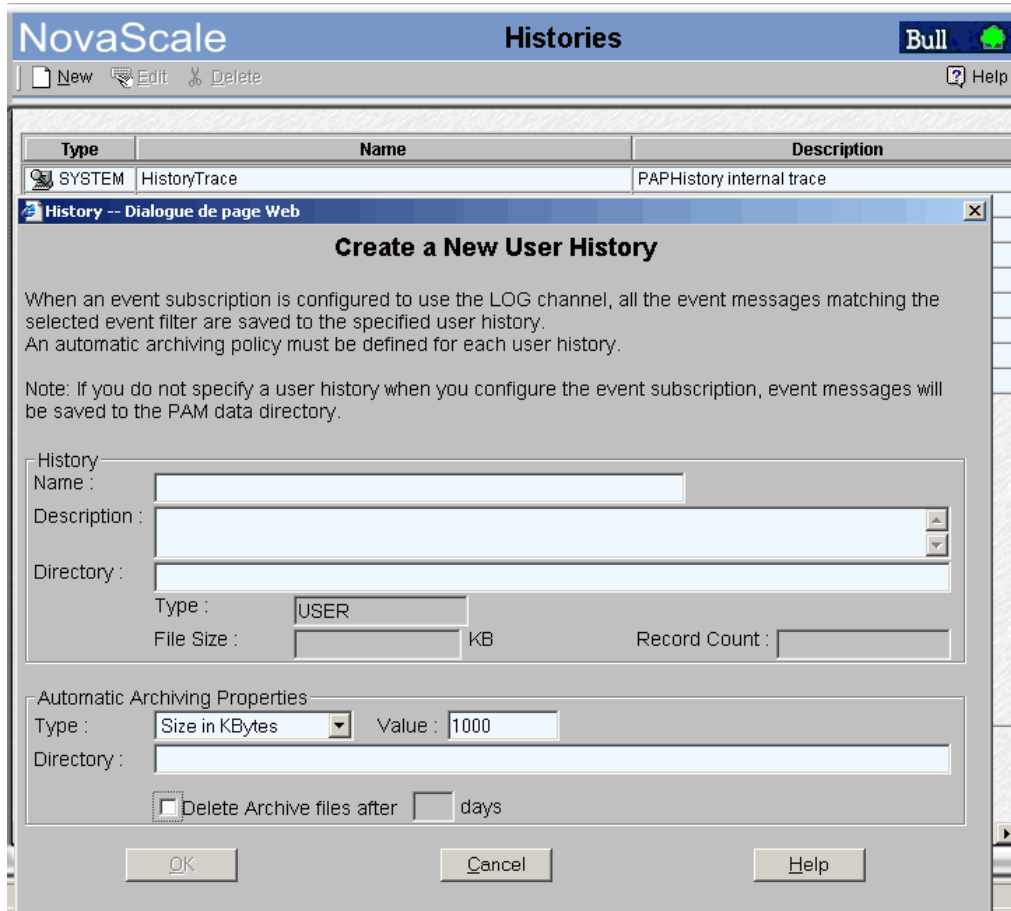 NovaScale Histories Bull
New Edit Delete Help
Type Name Description
SYSTEM HistoryTrace PAPHistory internal trace
History -- Dialogue de page Web
Create a New User History
When an event subscription is configured to use the LOG channel, all the event messages matching the
selected event filter are saved to the specified user history.
An automatic archiving policy must be defined for each user history.
Note: If you do not specify a user history when you configure the event subscription, event messages will
be saved to the PAM data directory.
History
Name :
Description :
Directory :
Type : USER
File Size : KB Record Count :
Automatic Archiving Properties
Type : Size in KBytes Value : 1000
Directory :
Delete Archive files after days
OK Cancel Help